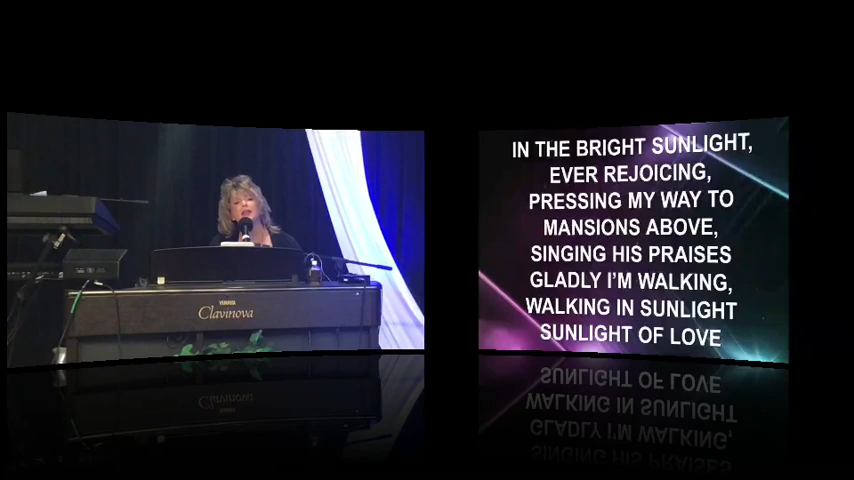 YAMAHA
Clavinova
IN THE BRIGHT SUNLIGHT,
EVER REJOICING,
PRESSING MY WAY TO
MANSIONS ABOVE,
SINGING HIS PRAISES
GLADLY I'M WALKING,
WALKING IN SUNLIGHT
SUNLIGHT OF LOVE